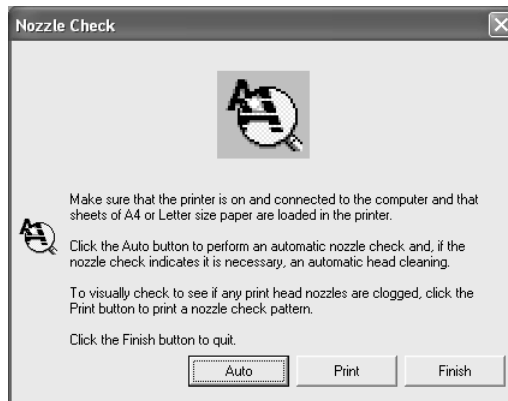 Nozzle Check
Make sure that the printer is on and connected to the computer and that
sheets of A4 or Letter size paper are loaded in the printer.
Click the Auto button to perform an automatic nozzle check and, if the
nozzle check indicates it is necessary, an automatic head cleaning.
To visually check to see if any print head nozzles are clogged, click the
Print button to print a nozzle check pattern.
Click the Finish button to quit.
Auto Print Finish